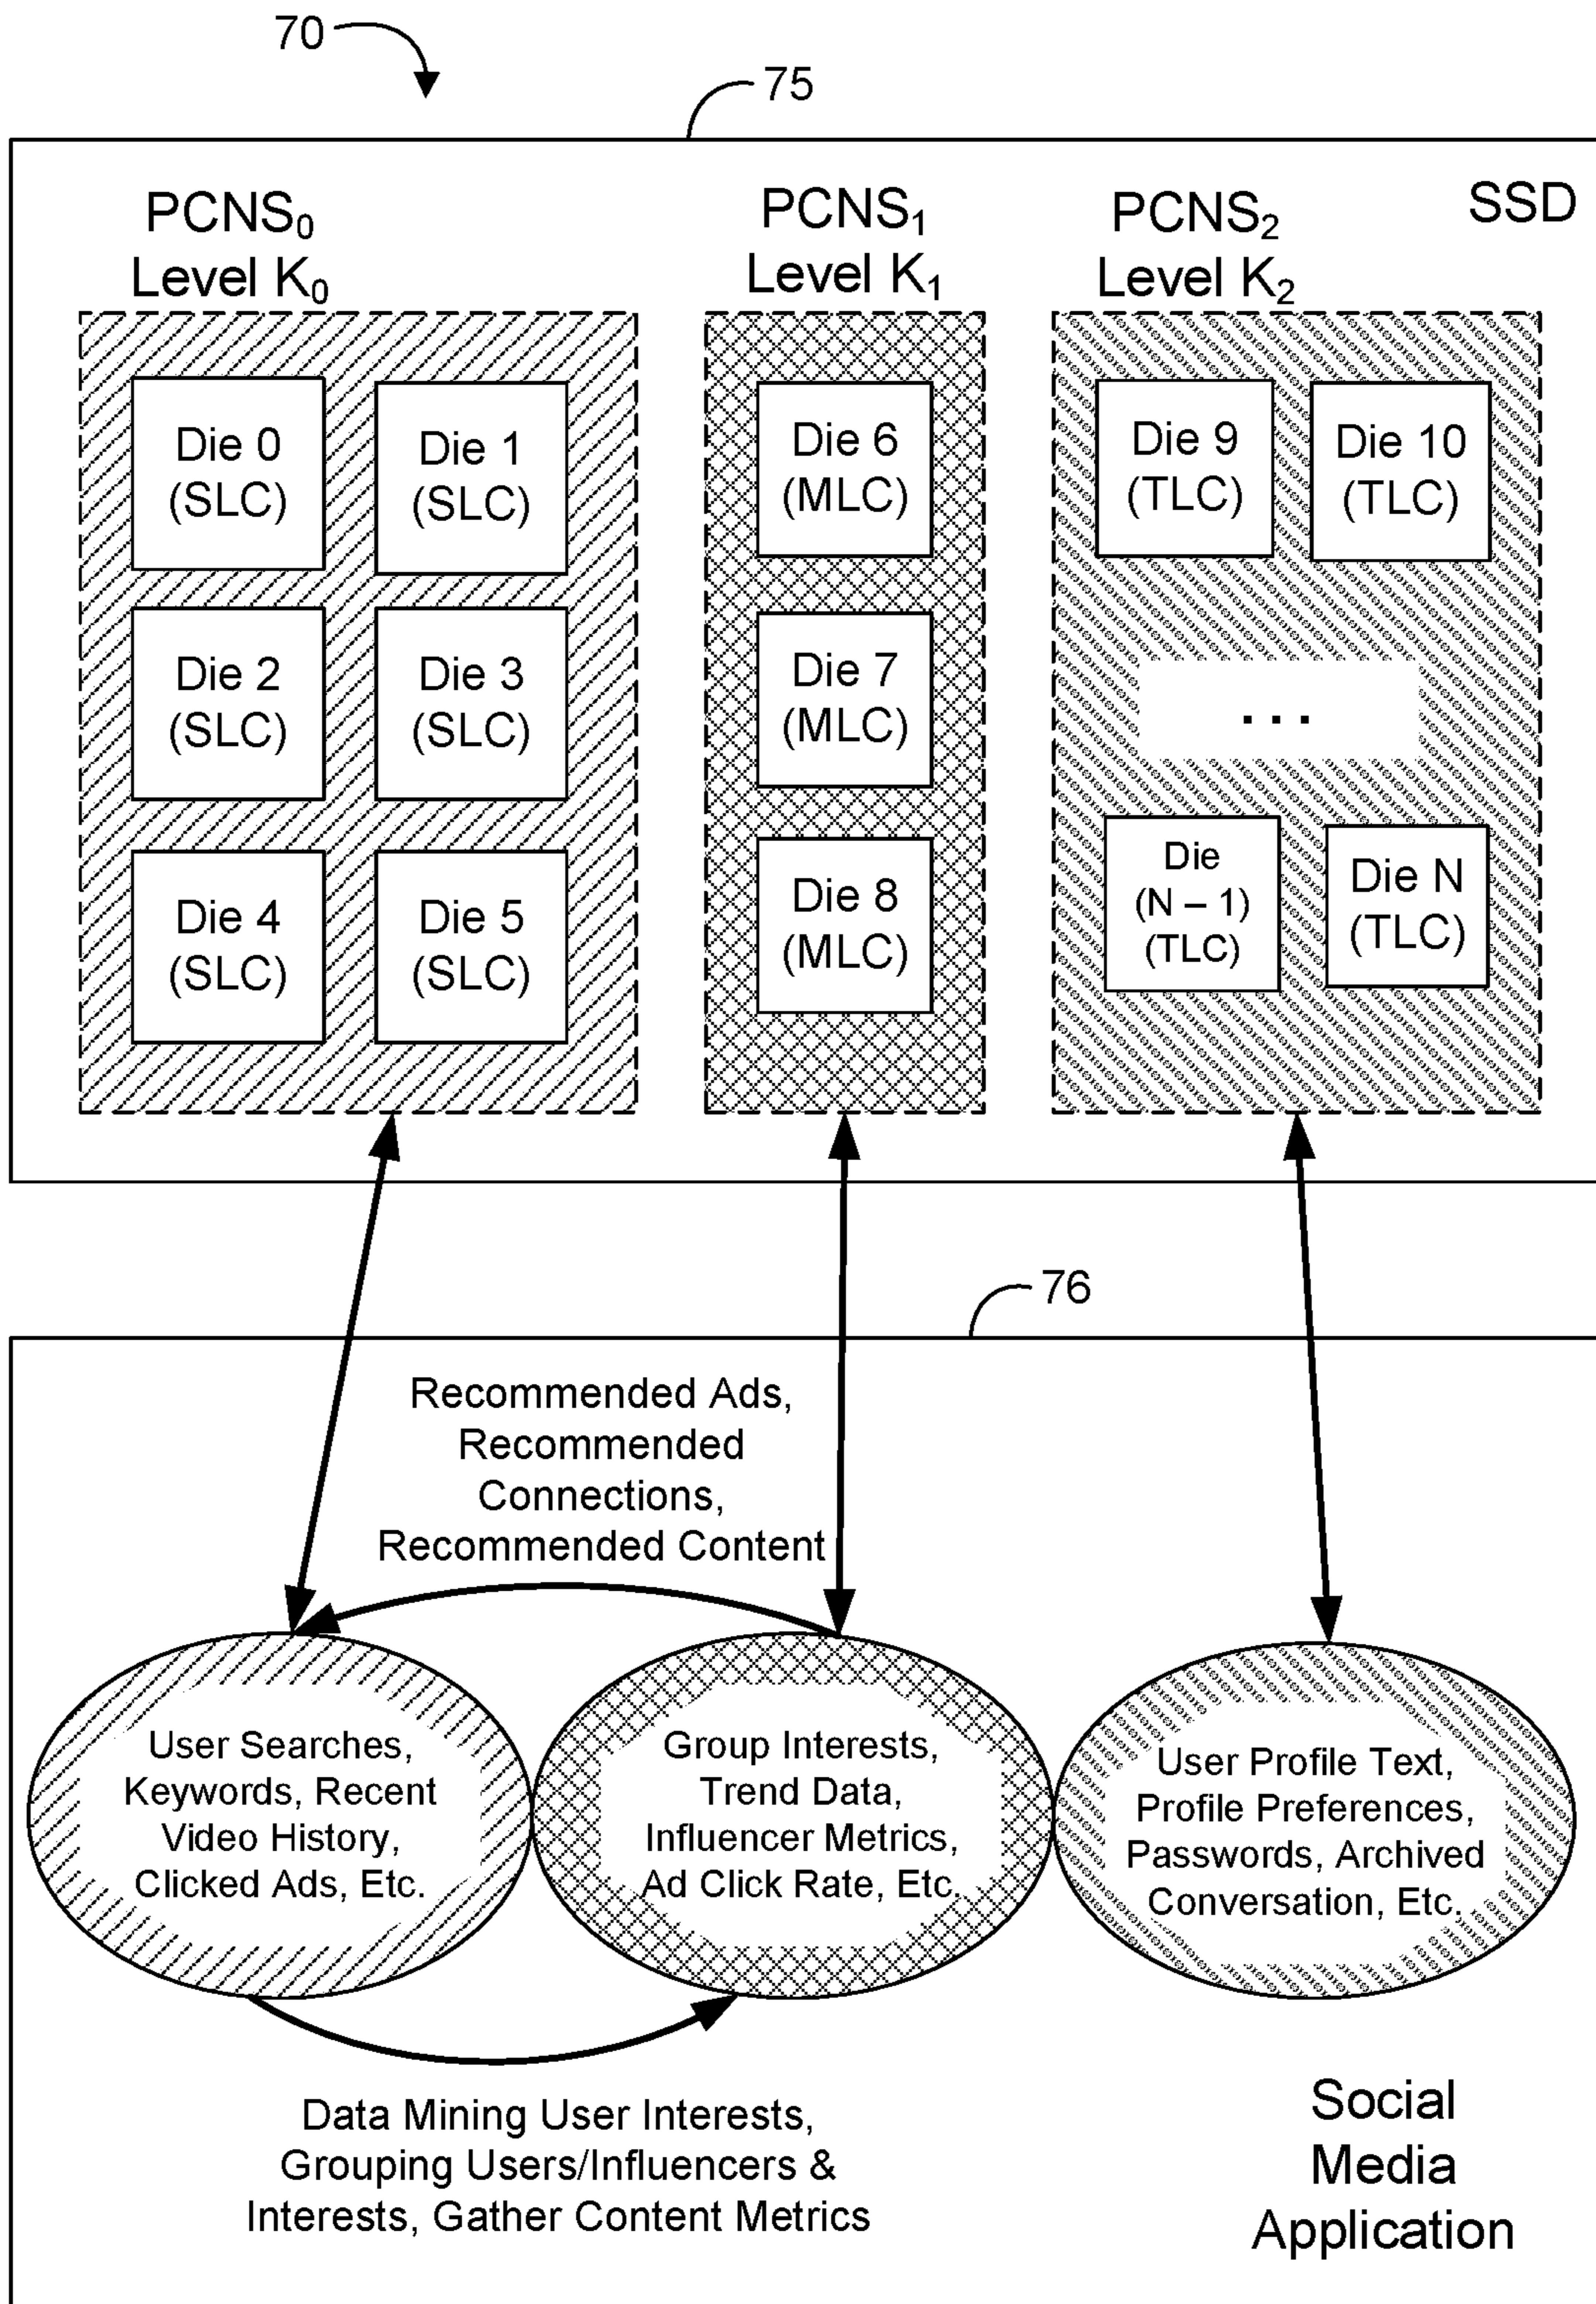 70
75
PCNS0
Level K0
PCNS1
Level K1
PCNS2
Level K2
SSD
Die 0
(SLC)
Die 1
(SLC)
Die 2
(SLC)
Die 3
(SLC)
Die 4
(SLC)
Die 5
(SLC)
Die 6
(MLC)
Die 7
(MLC)
Die 8
(MLC)
Die 9
(TLC)
Die 10
(TLC)
...
Die
(N – 1)
(TLC)
Die N
(TLC)
76
Recommended Ads,
Recommended
Connections,
Recommended Content
User Searches,
Keywords, Recent
Video History,
Clicked Ads, Etc.
Group Interests,
Trend Data,
Influencer Metrics,
Ad Click Rate, Etc.
User Profile Text,
Profile Preferences,
Passwords, Archived
Conversation, Etc.
Data Mining User Interests,
Grouping Users/Influencers &
Interests, Gather Content Metrics
Social
Media
Application